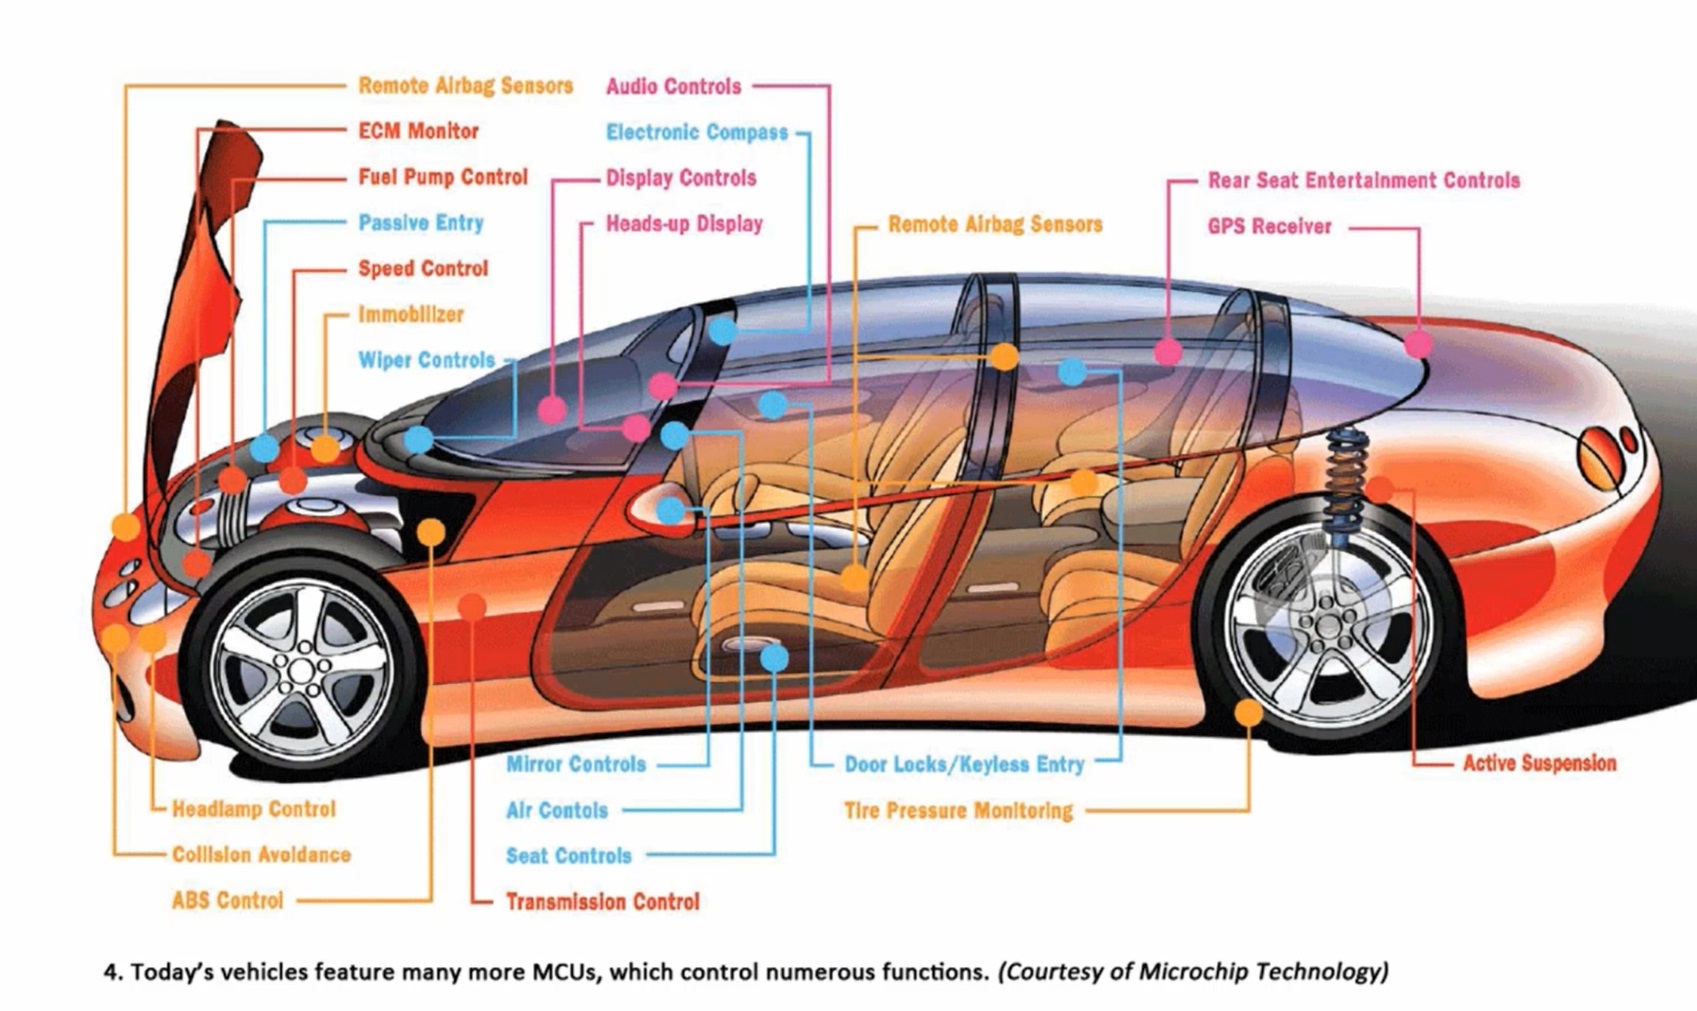 Remote Airbag Sensors
ECM Monitor
Fuel Pump Control
Passive Entry
Speed Control
Immobilizer
Wiper Controls
Audio Controls
Electronic Compass
Display Controls
Heads-up Display
Remote Airbag Sensors
Rear Seat Entertainment Controls
GPS Receiver
Headlamp Control
Collision Avoidance
ABS Control
Mirror Controls
Air Contols
Seat Controls
Transmission Control
Door Locks/Keyless Entry
Tire Pressure Monitoring
Active Suspension
4. Today's vehicles feature many more MCUs, which control numerous functions. (Courtesy of Microchip Technology)